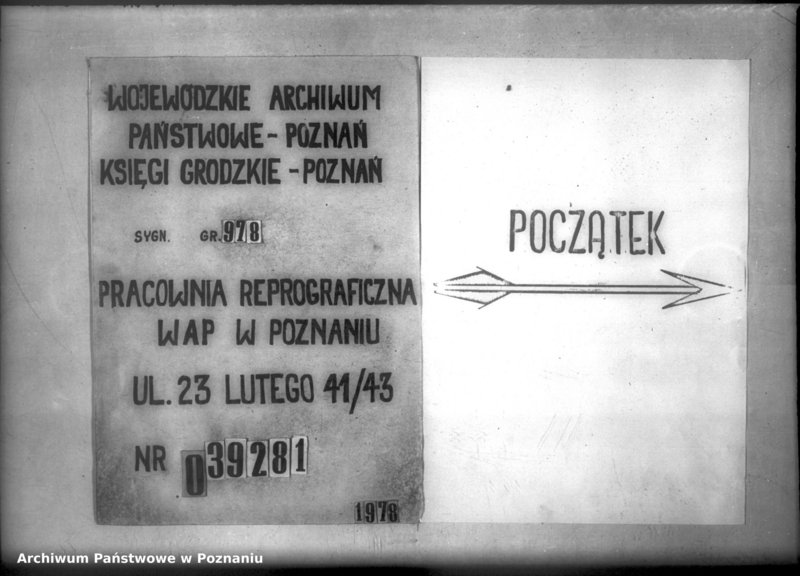 WOJEWÓDZKIE ARCHIWUM
PAŃSTWOWE - POZNAŃ
KSIĘGI GRODZKIE - POZNAŃ
SYGN. GR. 978
PRACOWNIA REPROGRAFICZNA
WAP W POZNANIU
UL. 23 LUTEGO 41/43
NR 039281
1978
POCZĄTEK
Archiwum Państwowe w Poznaniu